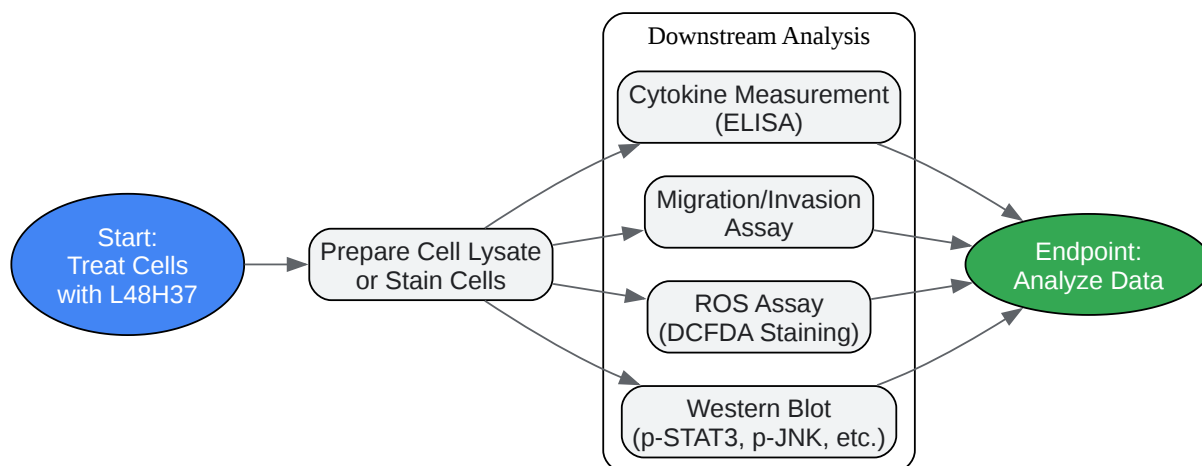 Start:
Treat Cells
with L48H37
Prepare Cell Lysate
or Stain Cells
Downstream Analysis
Cytokine Measurement
(ELISA)
Migration/Invasion
Assay
ROS Assay
(DCFDA Staining)
Western Blot
(p-STAT3, p-JNK, etc.)
Endpoint:
Analyze Data